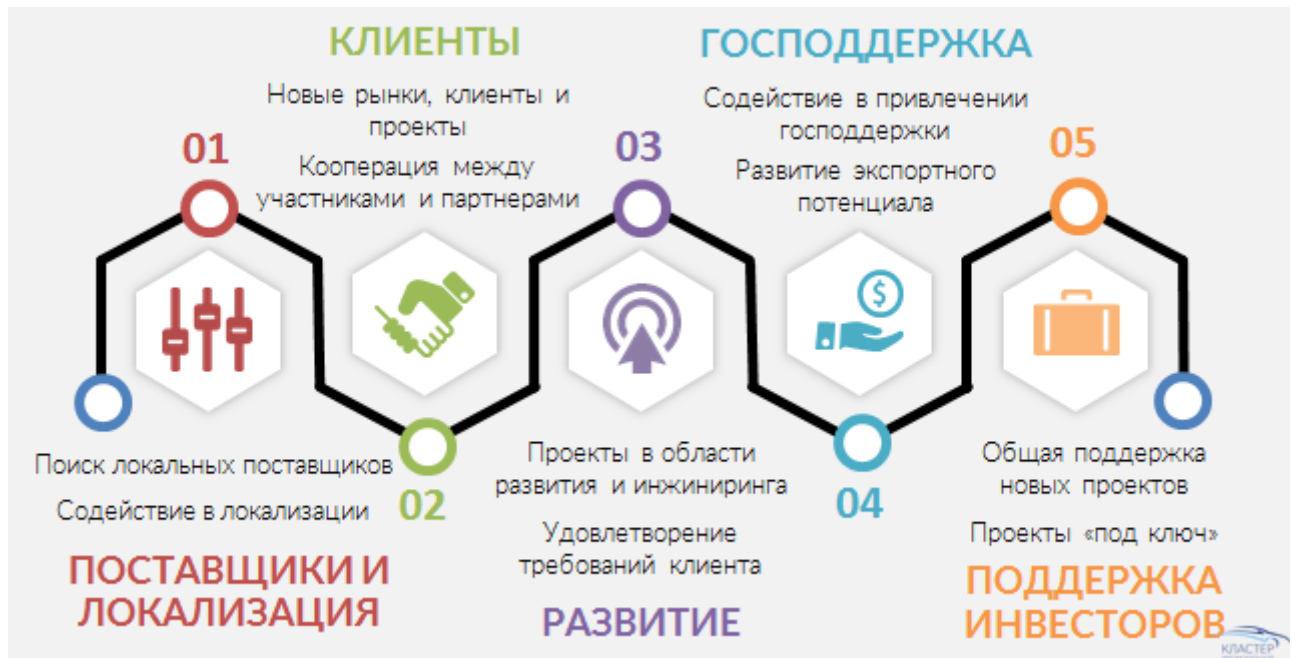 01
Поиск локальных поставщиков
Содействие в локализации
ПОСТАВЩИКИ И
ЛОКАЛИЗАЦИЯ
КЛИЕНТЫ
Новые рынки, клиенты и
проекты
Кооперация между
участниками и партнерами
02
03
Проекты в области
развития и инжиниринга
Удовлетворение
требований клиента
РАЗВИТИЕ
ГОСПОДДЕРЖКА
Содействие в привлечении
господдержки
Развитие экспортного
потенциала
04
$
05
Общая поддержка
новых проектов
Проекты «под ключ»
ПОДДЕРЖКА
ИНВЕСТОРОВ
КЛАСТЕР